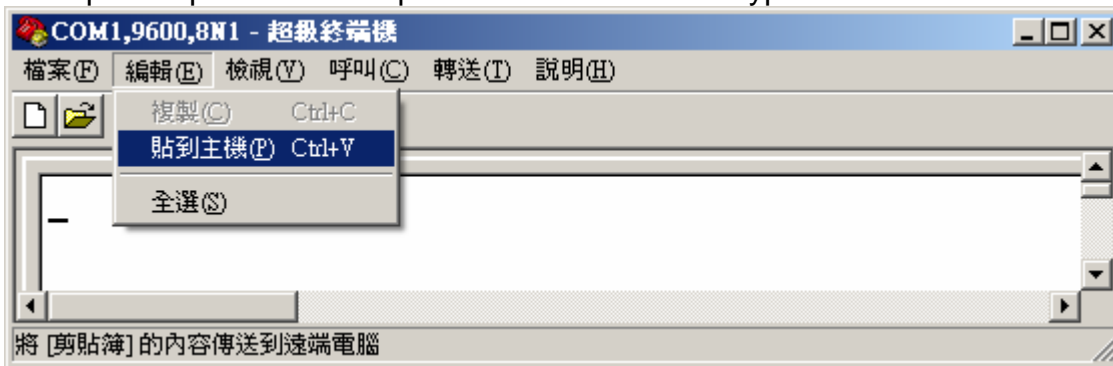 COM1,9600,8N1 - 超級終端機
檔案(F) 編輯(E) 檢視(V) 呼叫(C) 轉送(T) 說明(H)
複製(C) Ctrl+C
貼到主機(P) Ctrl+V
全選(S)
將 [剪貼簿] 的內容傳送到遠端電腦